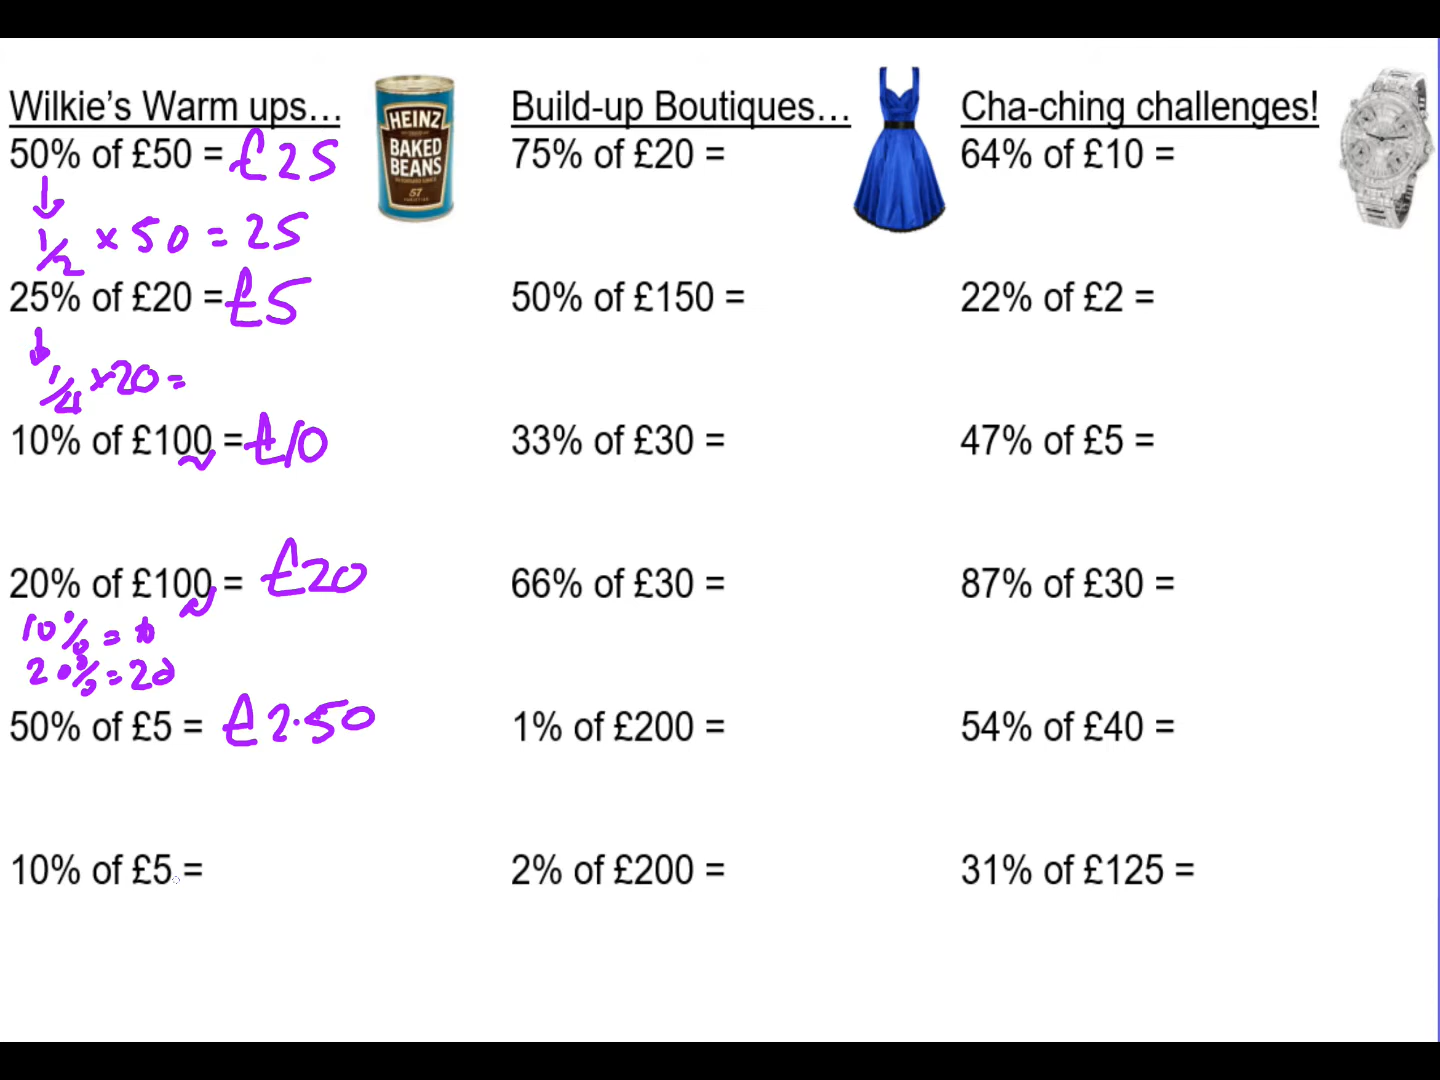 Wilkie's Warm ups...
50% of £50 = £25
1/2 × 50 = 25
25% of £20 = £5
1/4 × 20 =
10% of £100 = £10
20% of £100 = £20
10% = 10
20% = 20
50% of £5 = £2.50
10% of £5 =
HEINZ
BAKED
BEANS
57
Build-up Boutiques...
75% of £20 =
50% of £150 =
33% of £30 =
66% of £30 =
1% of £200 =
2% of £200 =
Cha-ching challenges!
64% of £10 =
22% of £2 =
47% of £5 =
87% of £30 =
54% of £40 =
31% of £125 =